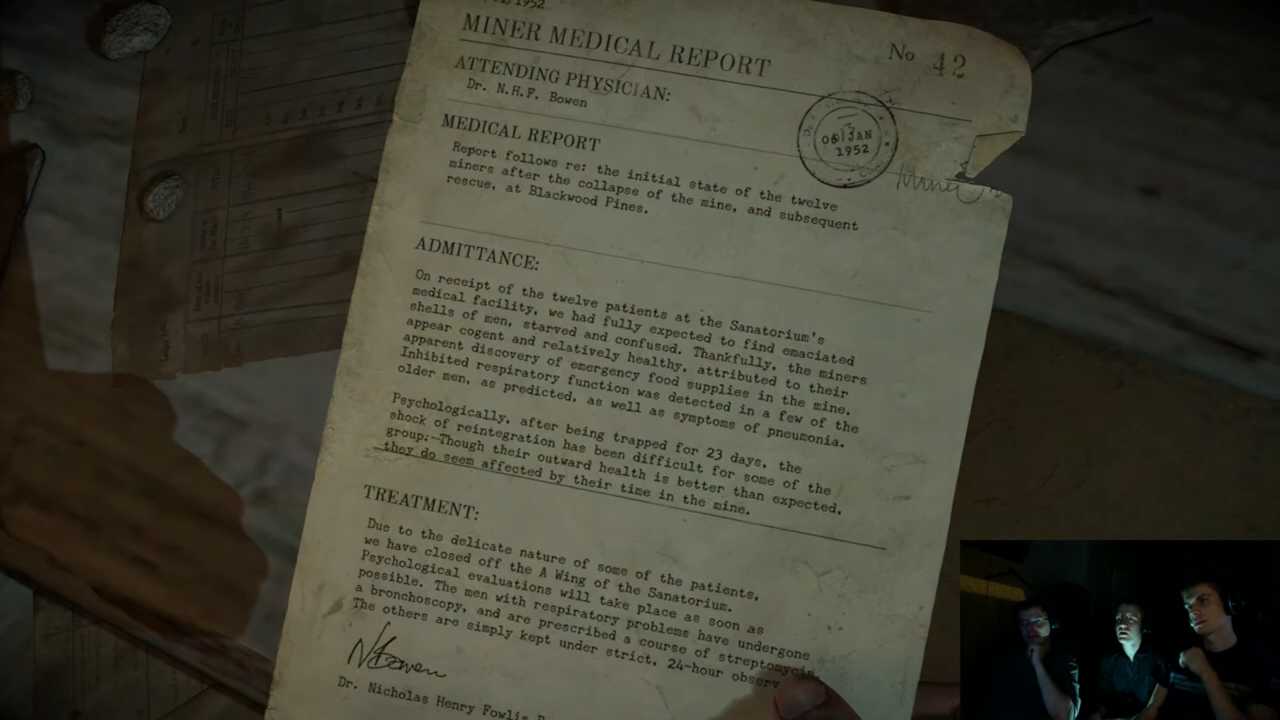 1/1952
MINER MEDICAL REPORT
No 42
ATTENDING PHYSICIAN:
Dr. N.H.F. Bowen
JAN
1952
MEDICAL REPORT
Report follows re: the initial state of the twelve
miners after the collapse of the mine, and subsequent
rescue, at Blackwood Pines.
ADMITTANCE:
On receipt of the twelve patients at the Sanatorium's
medical facility, we had fully expected to find emaciated
shells of men, starved and confused. Thankfully, the miners
appear cogent and relatively healthy, attributed to their
apparent discovery of emergency food supplies in the mine.
Inhibited respiratory function was detected in a few of the
older men, as predicted, as well as symptoms of pneumonia.
Psychologically, after being trapped for 23 days, the
shock of reintegration has been difficult for some of the
group. Though their outward health is better than expected.
they do seem affected by their time in the mine.
TREATMENT:
Due to the delicate nature of some of the patients,
we have closed off the A Wing of the Sanatorium.
Psychological evaluations will take place as soon as
possible. The men with respiratory problems have undergone
a bronchoscopy, and are prescribed a course of streptomycin.
The others are simply kept under strict, 24-hour observ
NBowen
Dr. Nicholas Henry Fowlis B